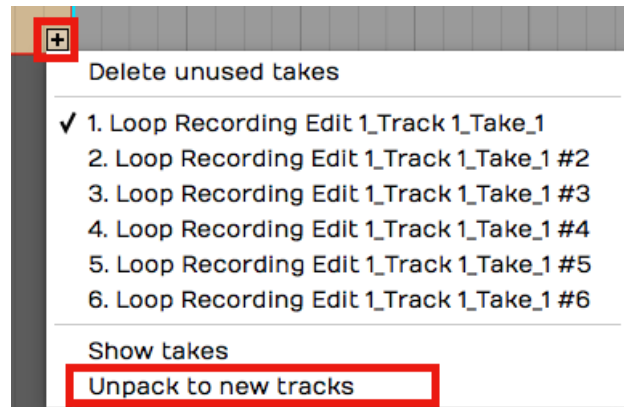 Delete unused takes
✓ 1. Loop Recording Edit 1_Track 1_Take_1
2. Loop Recording Edit 1_Track 1_Take_1 #2
3. Loop Recording Edit 1_Track 1_Take_1 #3
4. Loop Recording Edit 1_Track 1_Take_1 #4
5. Loop Recording Edit 1_Track 1_Take_1 #5
6. Loop Recording Edit 1_Track 1_Take_1 #6
Show takes
Unpack to new tracks